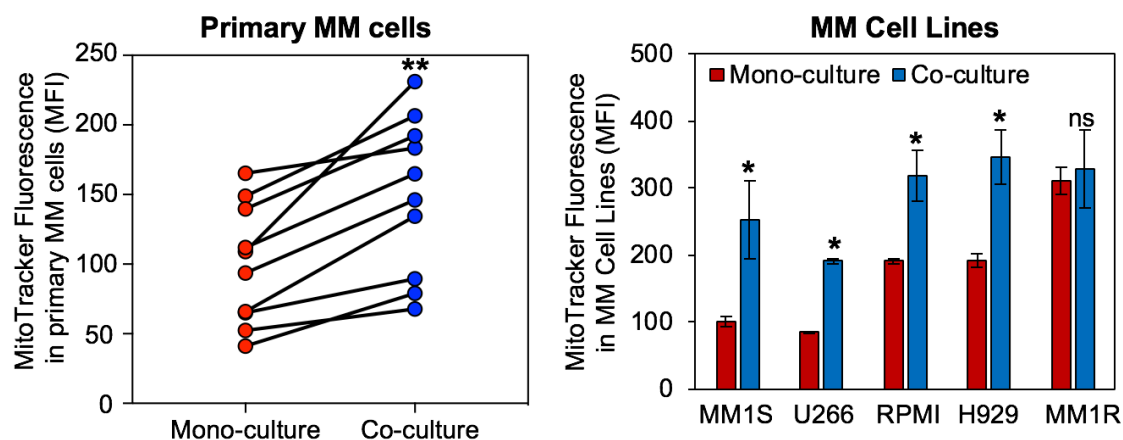 Primary MM cells
MitoTracker Fluorescence
in primary MM cells (MFI)
250
200
150
100
50
0
**
Mono-culture
Co-culture
MM Cell Lines
MitoTracker Fluorescence
in MM Cell Lines (MFI)
500
400
300
200
100
0
Mono-culture
Co-culture
*
*
*
*
ns
MM1S
U266
RPMI
H929
MM1R